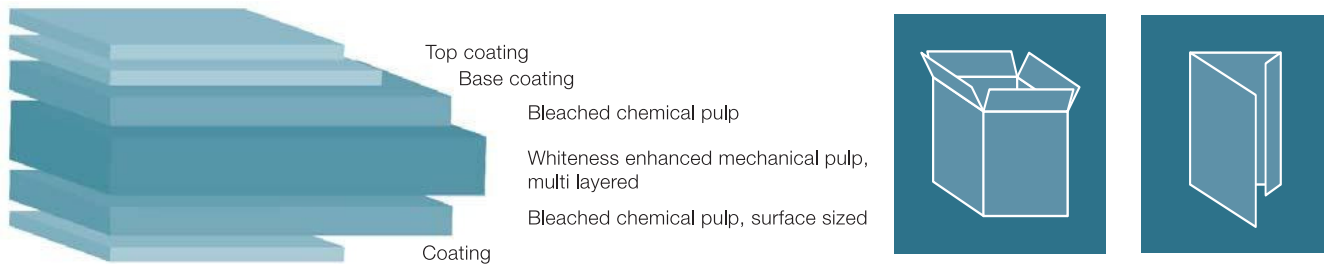 Top coating
Base coating
Bleached chemical pulp
Whiteness enhanced mechanical pulp,
multi layered
Bleached chemical pulp, surface sized
Coating